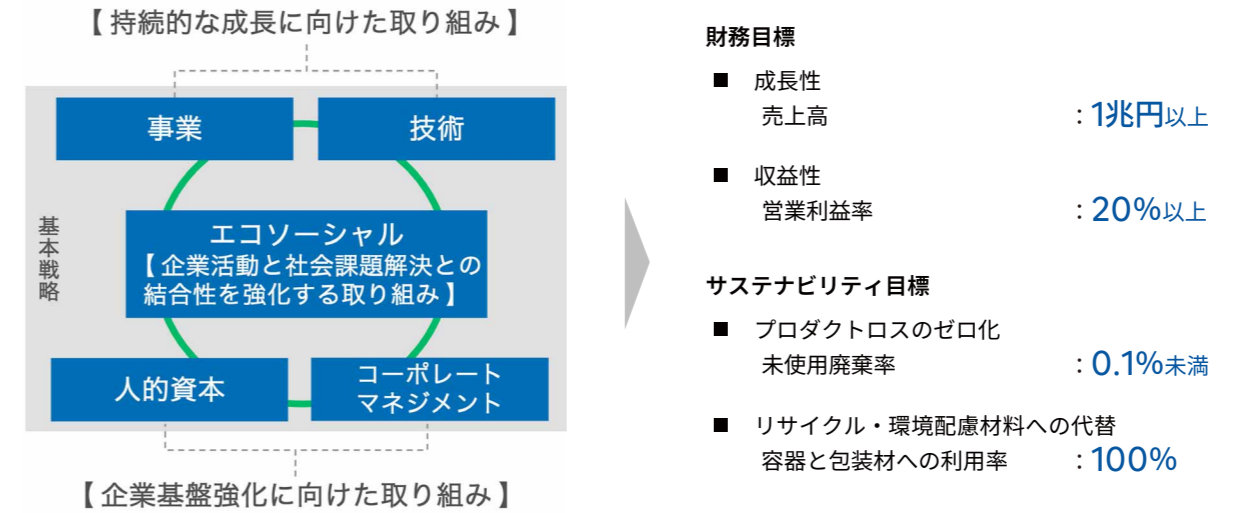 【 持続的な成長に向けた取り組み 】
事業
技術
基本戦略
エコソーシャル
【 企業活動と社会課題解決との
結合性を強化する取り組み 】
人的資本
コーポレート
マネジメント
【 企業基盤強化に向けた取り組み 】
財務目標
■ 成長性
売上高 : 1兆円以上
■ 収益性
営業利益率 : 20%以上
サステナビリティ目標
■ プロダクトロスのゼロ化
未使用廃棄率 : 0.1%未満
■ リサイクル・環境配慮材料への代替
容器と包装材への利用率 : 100%